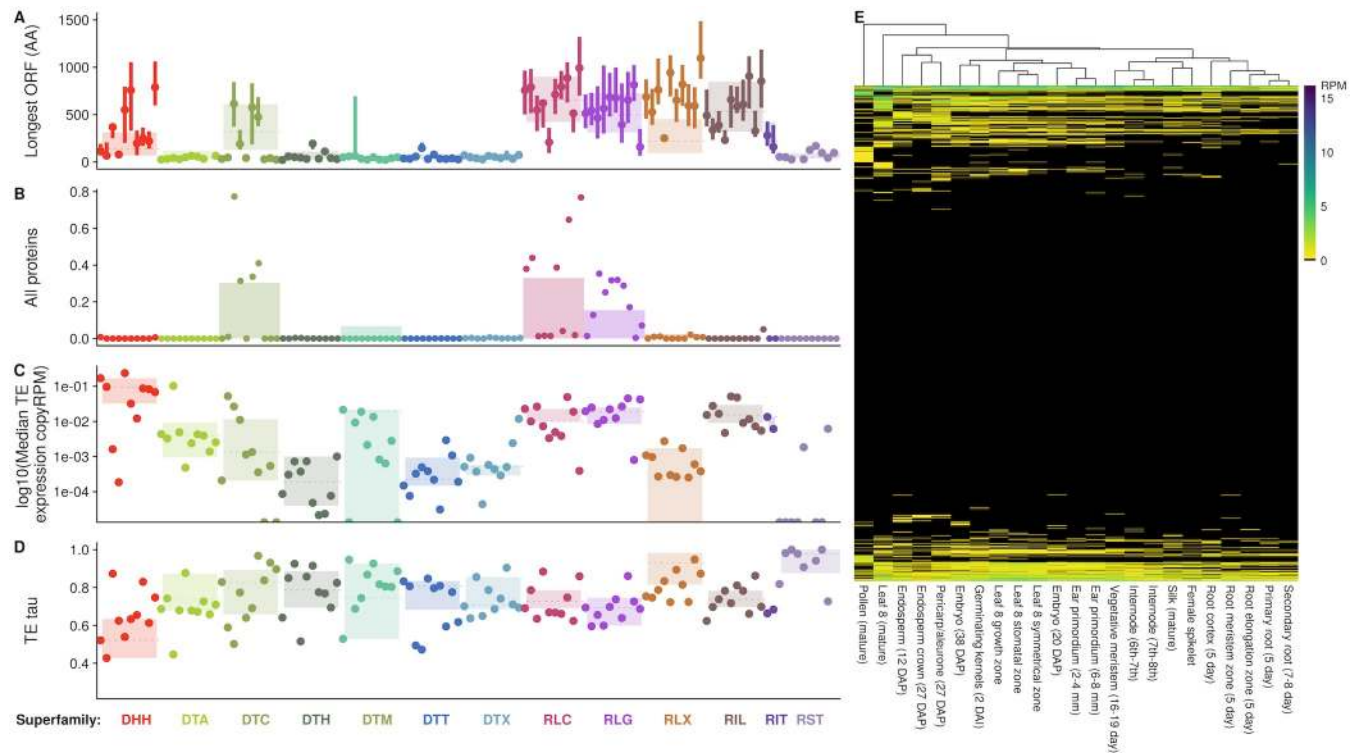 A
Longest ORF (AA)
1500
1000
500
0
B
All proteins
0.8
0.6
0.4
0.2
0.0
C
log10(Median TE
expression copyRPM)
1e-01
1e-02
1e-03
1e-04
D
TE tau
1.0
0.8
0.6
0.4
Superfamily: DHH DTA DTC DTH DTM DTT DTX RLC RLG RLX RIL RIT RST
E
RPM
15
10
5
0
Pollen (mature)
Leaf 8 (mature)
Endosperm (12 DAP)
Endosperm crown (27 DAP)
Pericarp/aleurone (27 DAP)
Embryo (38 DAP)
Germinating kernels (2 DAI)
Leaf 8 growth zone
Leaf 8 stomatal zone
Leaf 8 symmetrical zone
Embryo (20 DAP)
Ear primordium (2-4 mm)
Ear primordium (6-8 mm)
Vegetative meristem (16-19 day)
Internode (6th-7th)
Internode (7th-8th)
Silk (mature)
Female spikelet
Root cortex (5 day)
Root meristem zone (5 day)
Root elongation zone (5 day)
Primary root (5 day)
Secondary root (7-8 day)